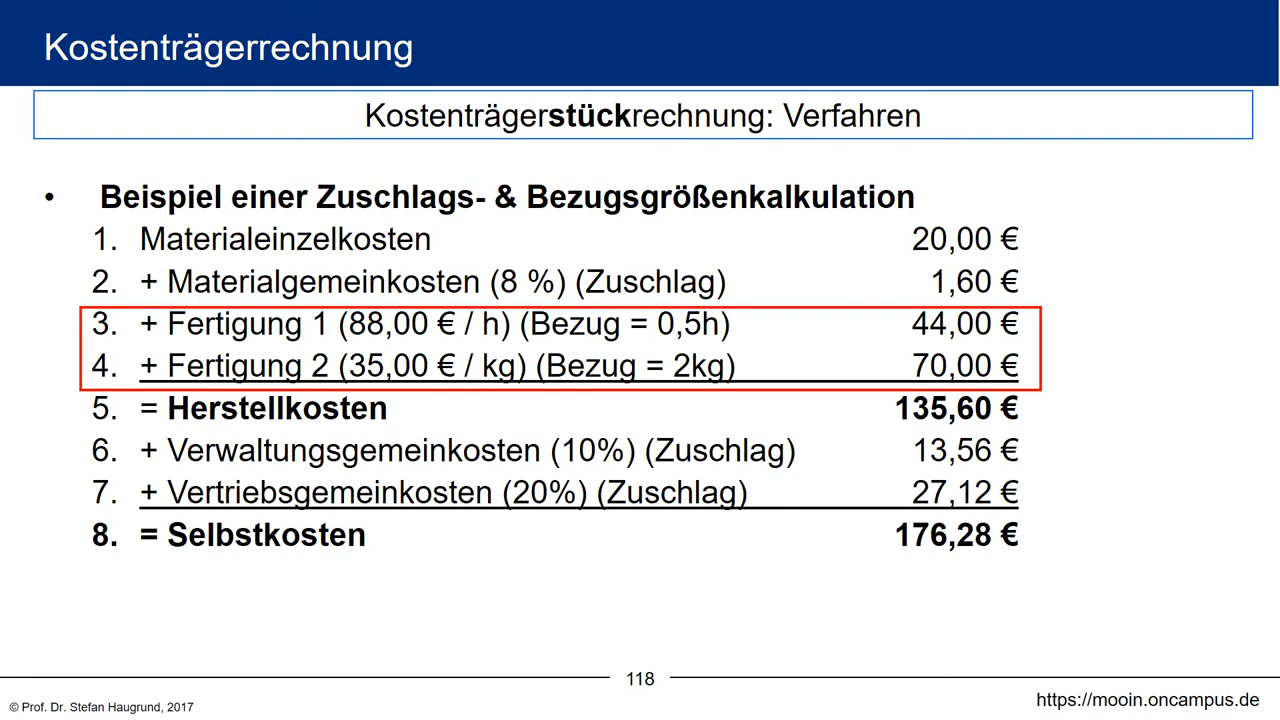 Kostenträgerrechnung
Kostenträgerstückrechnung: Verfahren
• Beispiel einer Zuschlags- & Bezugsgrößenkalkulation
1. Materialeinzelkosten 20,00 €
2. + Materialgemeinkosten (8 %) (Zuschlag) 1,60 €
3. + Fertigung 1 (88,00 € / h) (Bezug = 0,5h) 44,00 €
4. + Fertigung 2 (35,00 € / kg) (Bezug = 2kg) 70,00 €
5. = Herstellkosten 135,60 €
6. + Verwaltungsgemeinkosten (10%) (Zuschlag) 13,56 €
7. + Vertriebsgemeinkosten (20%) (Zuschlag) 27,12 €
8. = Selbstkosten 176,28 €
118
© Prof. Dr. Stefan Haugrund, 2017
https://mooin.oncampus.de